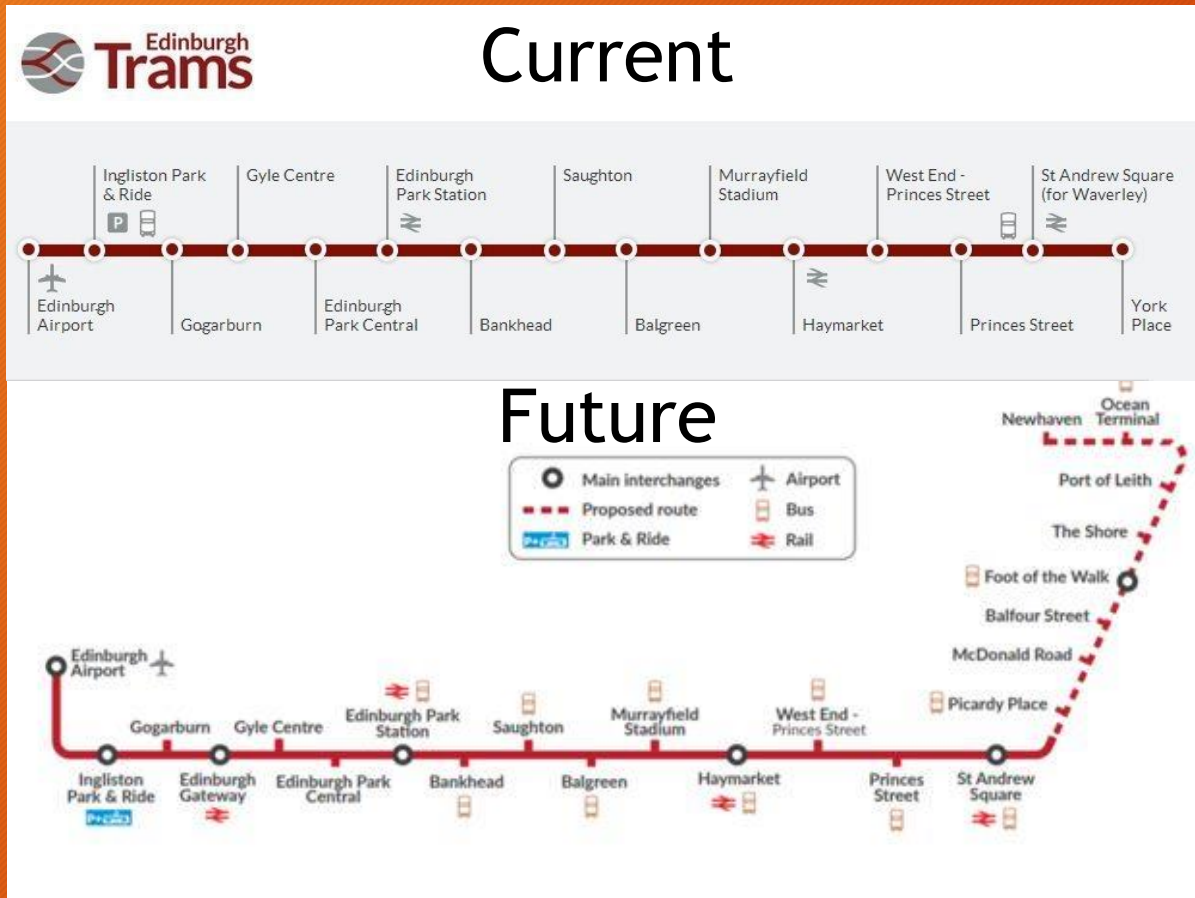 Edinburgh
Trams
Current
Ingliston Park
& Ride
P
Gyle Centre
Edinburgh
Park Station
Saughton
Murrayfield
Stadium
West End -
Princes Street
St Andrew Square
(for Waverley)
Edinburgh
Airport
Gogarburn
Edinburgh
Park Central
Bankhead
Balgreen
Haymarket
Princes Street
York
Place
Future
Newhaven
Ocean
Terminal
Main interchanges
Airport
Proposed route
Bus
Park & Ride
Rail
Port of Leith
The Shore
Foot of the Walk
Balfour Street
McDonald Road
Picardy Place
Edinburgh
Airport
Gogarburn
Gyle Centre
Edinburgh Park
Station
Saughton
Murrayfield
Stadium
West End -
Princes Street
Ingliston
Park & Ride
Edinburgh
Gateway
Edinburgh Park
Central
Bankhead
Balgreen
Haymarket
Princes
Street
St Andrew
Square